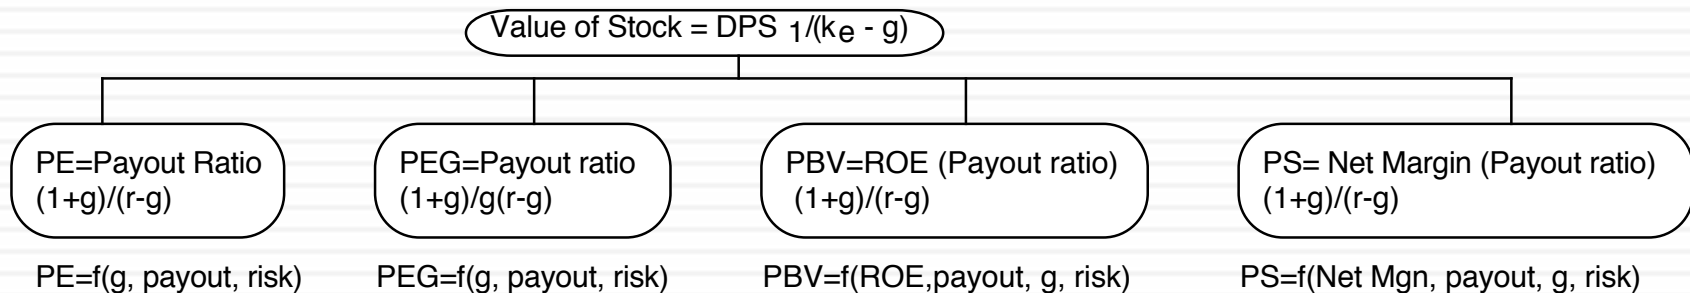 Value of Stock = DPS 1/(ke - g)
PE=Payout Ratio
(1+g)/(r-g)
PEG=Payout ratio
(1+g)/g(r-g)
PBV=ROE (Payout ratio)
(1+g)/(r-g)
PS= Net Margin (Payout ratio)
(1+g)/(r-g)
PE=f(g, payout, risk)
PEG=f(g, payout, risk)
PBV=f(ROE,payout, g, risk)
PS=f(Net Mgn, payout, g, risk)